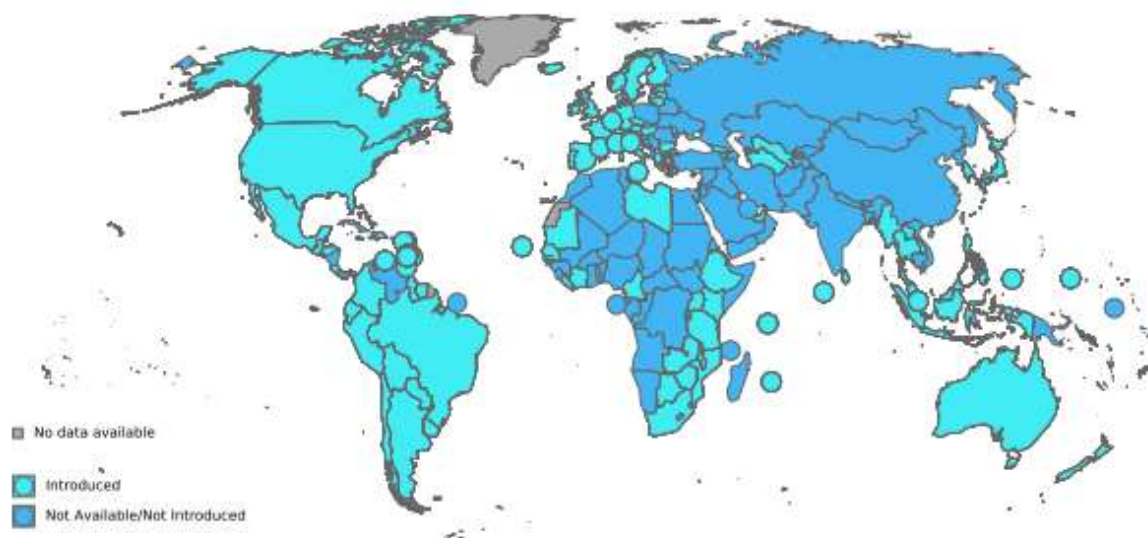 No data available
Introduced
Not Available/Not Introduced